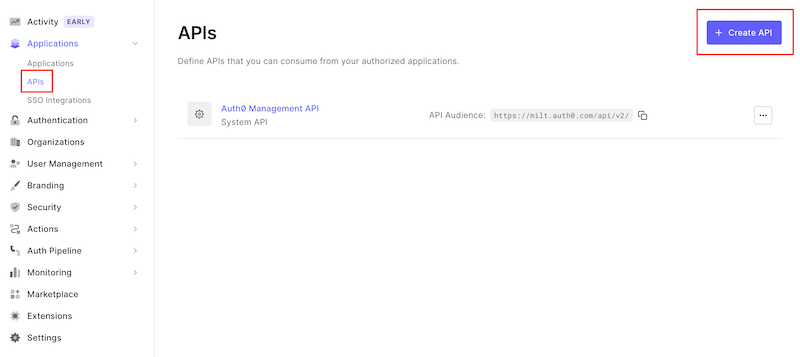 Activity EARLY
Applications
Applications
APIs
SSO Integrations
Authentication
Organizations
User Management
Branding
Security
Actions
Auth Pipeline
Monitoring
Marketplace
Extensions
Settings
APIs
+ Create API
Define APIs that you can consume from your authorized applications.
Auth0 Management API
System API
API Audience: https://milt.auth0.com/api/v2/